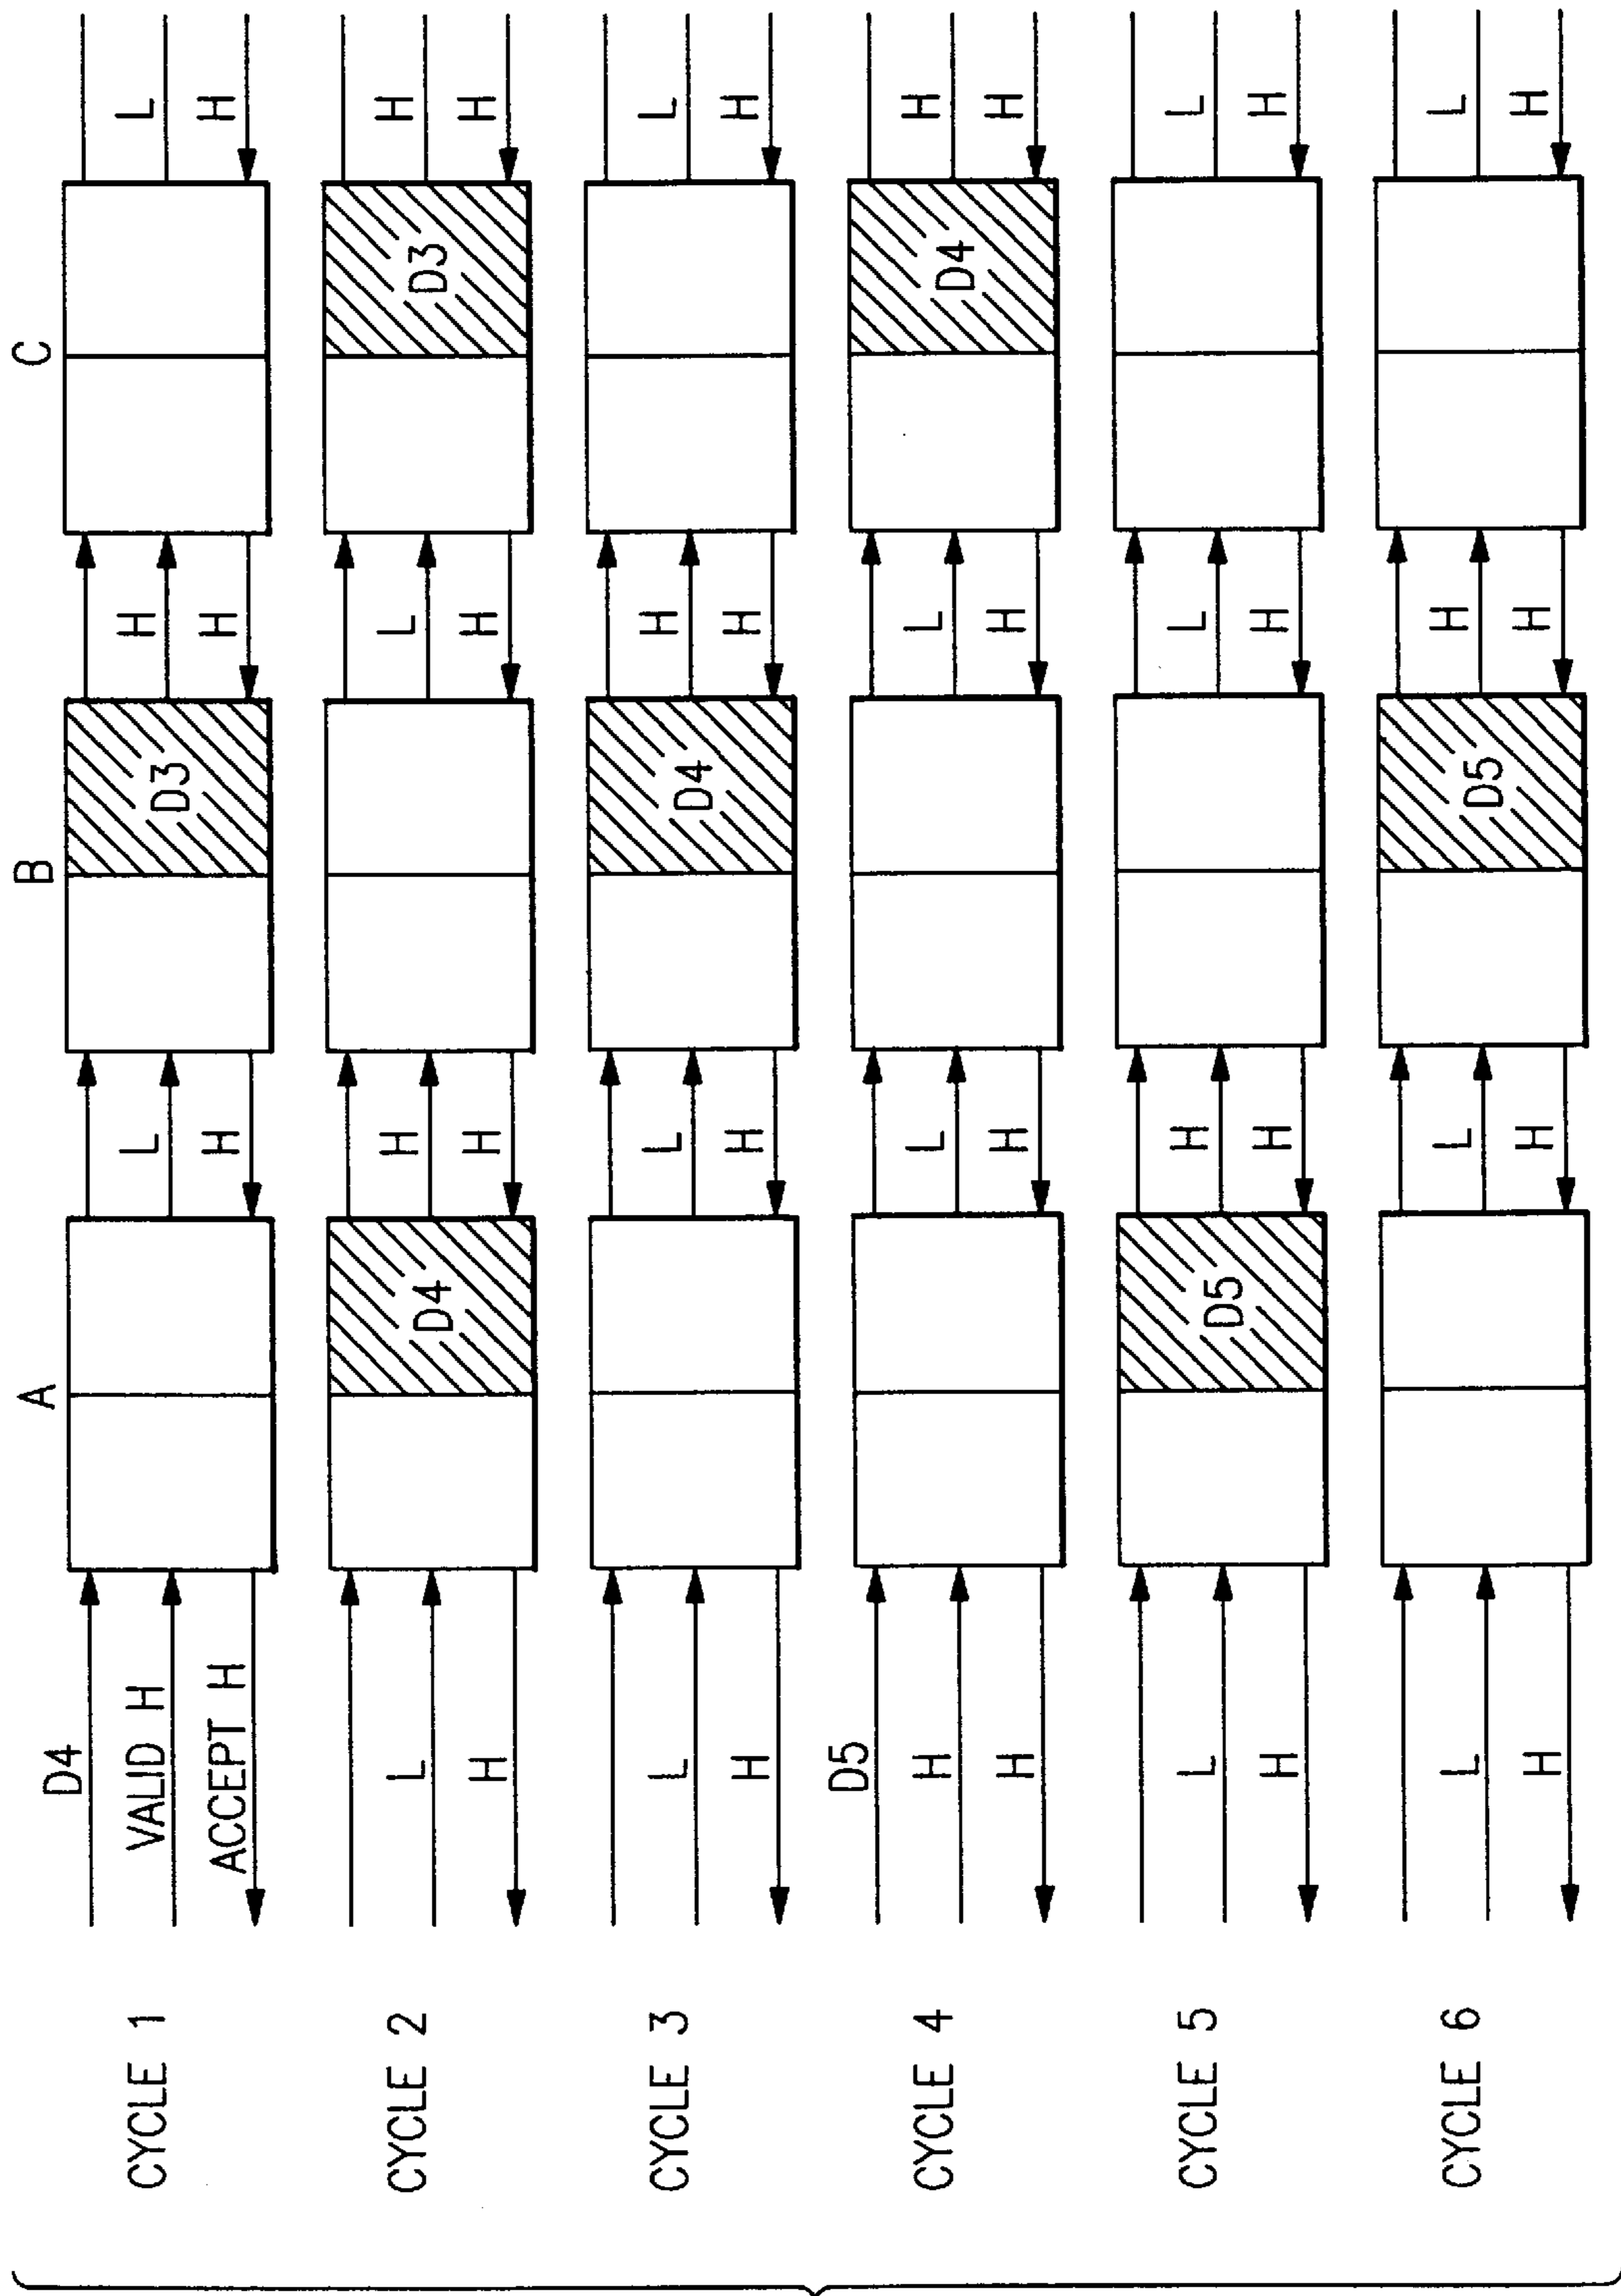 A B C
D4
CYCLE 1 VALID H L D3 H L
ACCEPT H H H H
CYCLE 2 L D4 H L D3 H
H H H H
CYCLE 3 L L D4 H L
H H H H
D5
CYCLE 4 H L L D4 H
H H H H
CYCLE 5 L D5 H L L
H H H H
CYCLE 6 L L D5 H L
H H H H